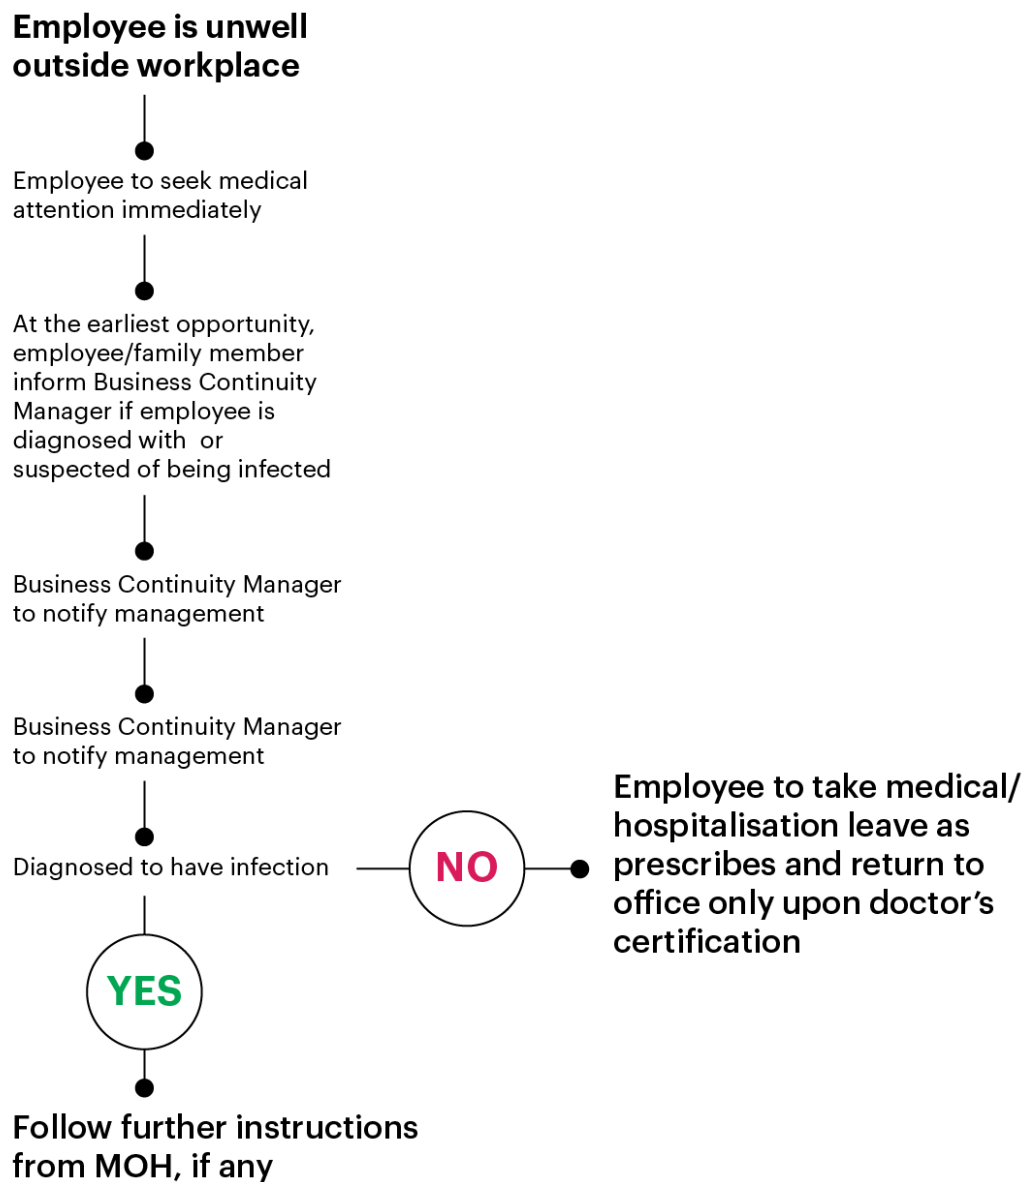 Employee is unwell
outside workplace
Employee to seek medical
attention immediately
At the earliest opportunity,
employee/family member
inform Business Continuity
Manager if employee is
diagnosed with  or
suspected of being infected
Business Continuity Manager
to notify management
Business Continuity Manager
to notify management
Diagnosed to have infection
NO
Employee to take medical/
hospitalisation leave as
prescribes and return to
office only upon doctor’s
certification
YES
Follow further instructions
from MOH, if any